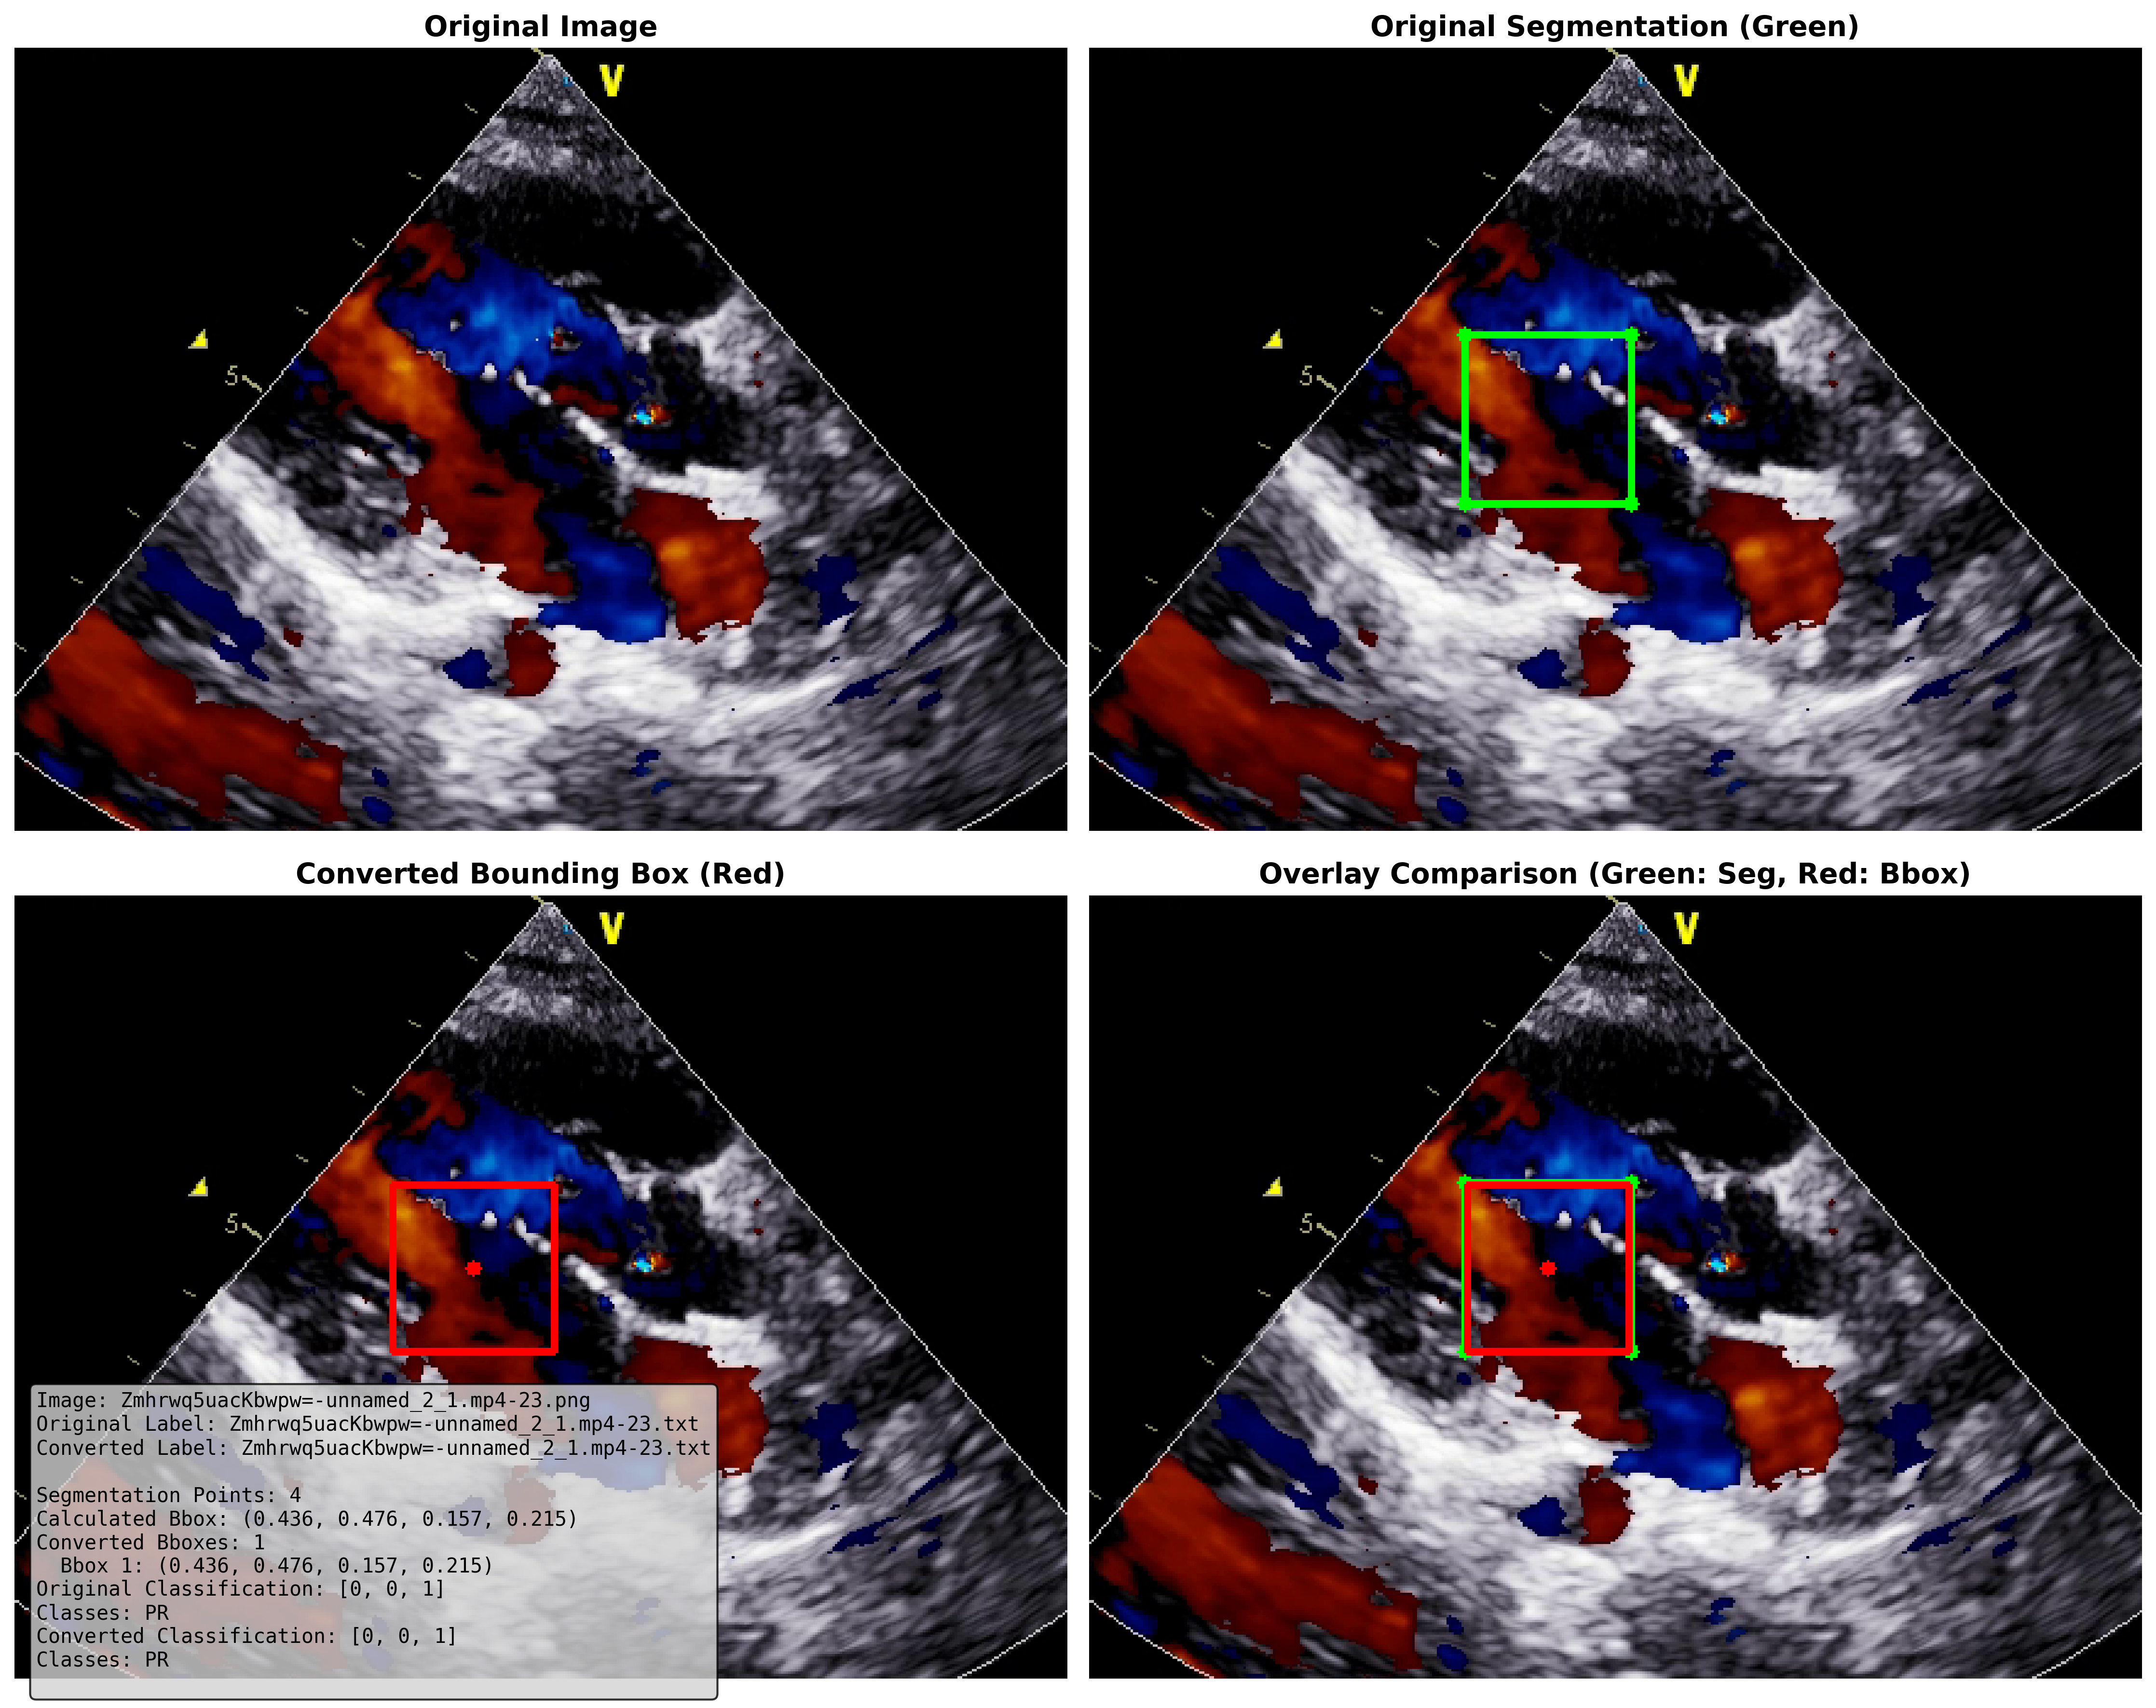 Original Image
Original Segmentation (Green)
V
5
V
5
Converted Bounding Box (Red)
Overlay Comparison (Green: Seg, Red: Bbox)
V
5
V
5
Image: Zmhrwq5uacKbwpw=-unnamed_2_1.mp4-23.png
Original Label: Zmhrwq5uacKbwpw=-unnamed_2_1.mp4-23.txt
Converted Label: Zmhrwq5uacKbwpw=-unnamed_2_1.mp4-23.txt
Segmentation Points: 4
Calculated Bbox: (0.436, 0.476, 0.157, 0.215)
Converted Bboxes: 1
Bbox 1: (0.436, 0.476, 0.157, 0.215)
Original Classification: [0, 0, 1]
Classes: PR
Converted Classification: [0, 0, 1]
Classes: PR